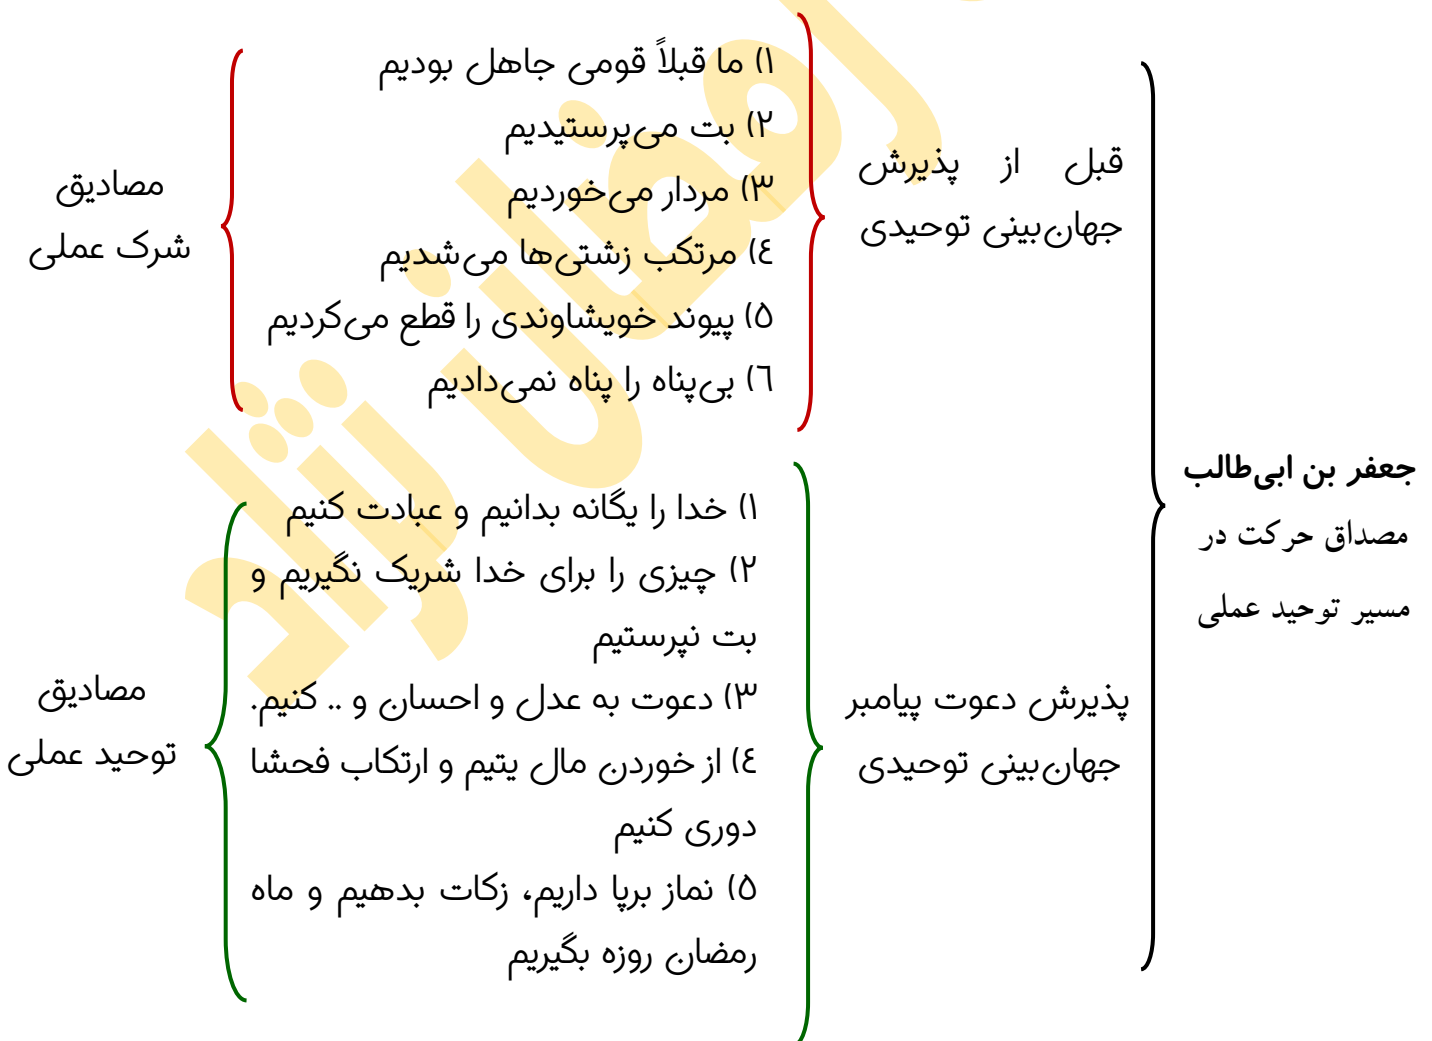 جعفر بن ابی‌طالب
مصداق حرکت در
مسیر توحید عملی
قبل از پذیرش
جهان‌بینی توحیدی
۱) ما قبلاً قومی جاهل بودیم
۲) بت می‌پرستیدیم
۳) مردار می‌خوردیم
٤) مرتکب زشتی‌ها می‌شدیم
۵) پیوند خویشاوندی را قطع می‌کردیم
٦) بی‌پناه را پناه نمی‌دادیم
مصادیق
شرک عملی
پذیرش دعوت پیامبر
جهان‌بینی توحیدی
۱) خدا را یگانه بدانیم و عبادت کنیم
۲) چیزی را برای خدا شریک نگیریم و
بت نپرستیم
۳) دعوت به عدل و احسان و .. کنیم.
٤) از خوردن مال یتیم و ارتکاب فحشا
دوری کنیم
۵) نماز برپا داریم، زکات بدهیم و ماه
رمضان روزه بگیریم
مصادیق
توحید عملی